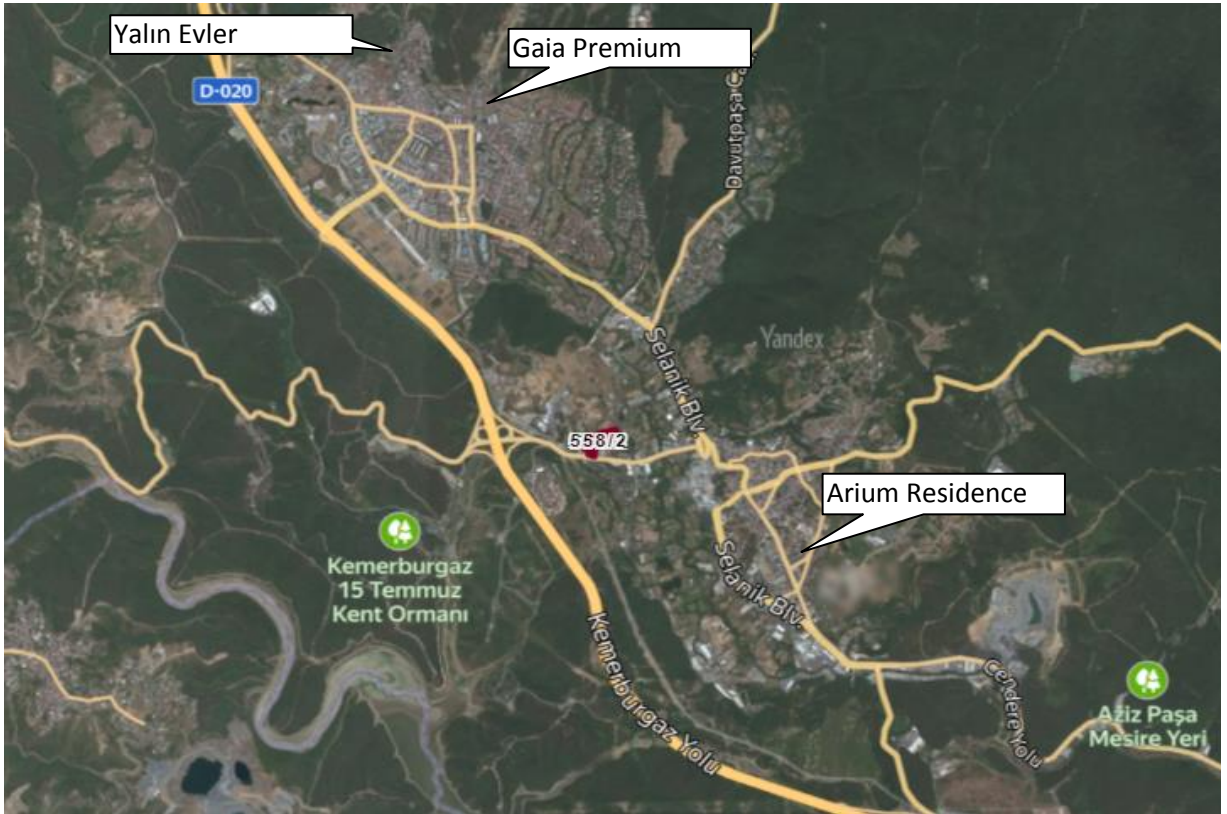 Yalın Evler
Gaia Premium
D-020
Davutpaşa Ca
Yandex
Selanik Blv.
558/2
Arium Residence
Kemerburgaz
15 Temmuz
Kent Ormanı
Selanik Blv.
Kemerburgaz Yolu
Cendere Yolu
Aziz Paşa
Mesire Yeri